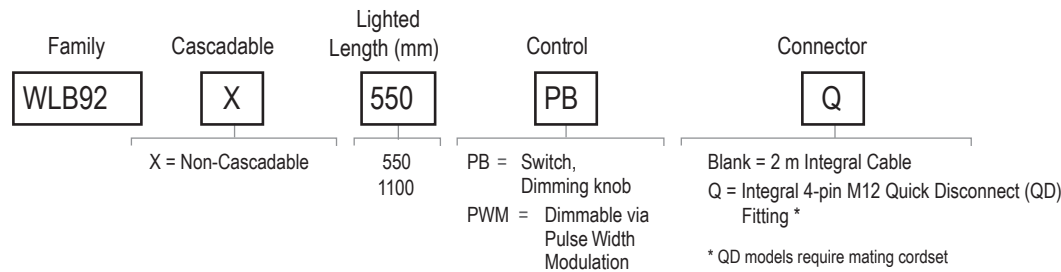 Family
Cascadable
Lighted
Length (mm)
Control
Connector
WLB92
X
550
PB
Q
X = Non-Cascadable
550
1100
PB = Switch,
Dimming knob
PWM = Dimmable via
Pulse Width
Modulation
Blank = 2 m Integral Cable
Q = Integral 4-pin M12 Quick Disconnect (QD)
Fitting *
* QD models require mating cordset